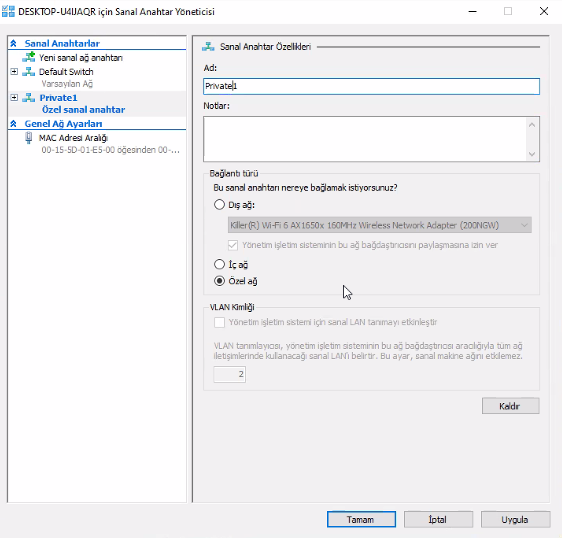 DESKTOP-U4IJAQR için Sanal Anahtar Yöneticisi
Sanal Anahtarlar
Yeni sanal ağ anahtarı
Default Switch
Varsayılan Ağ
Private1
Özel sanal anahtar
Genel Ağ Ayarları
MAC Adresi Aralığı
00-15-5D-01-E5-00 öğesinden 00-...
Sanal Anahtar Özellikleri
Ad:
Private1
Notlar:
Bağlantı türü
Bu sanal anahtarı nereye bağlamak istiyorsunuz?
Dış ağ:
Killer(R) Wi-Fi 6 AX1650x 160MHz Wireless Network Adapter (200NGW)
Yönetim işletim sisteminin bu ağ bağdaştırıcısını paylaşmasına izin ver
İç ağ
Özel ağ
VLAN Kimliği
Yönetim işletim sistemi için sanal LAN tanımayı etkinleştir
VLAN tanımlayıcısı, yönetim işletim sisteminin bu ağ bağdaştırıcısı aracılığıyla tüm ağ
iletişimlerinde kullanacağı sanal LAN'ı belirtir. Bu ayar, sanal makine ağını etkilemez.
2
Kaldır
Tamam
İptal
Uygula